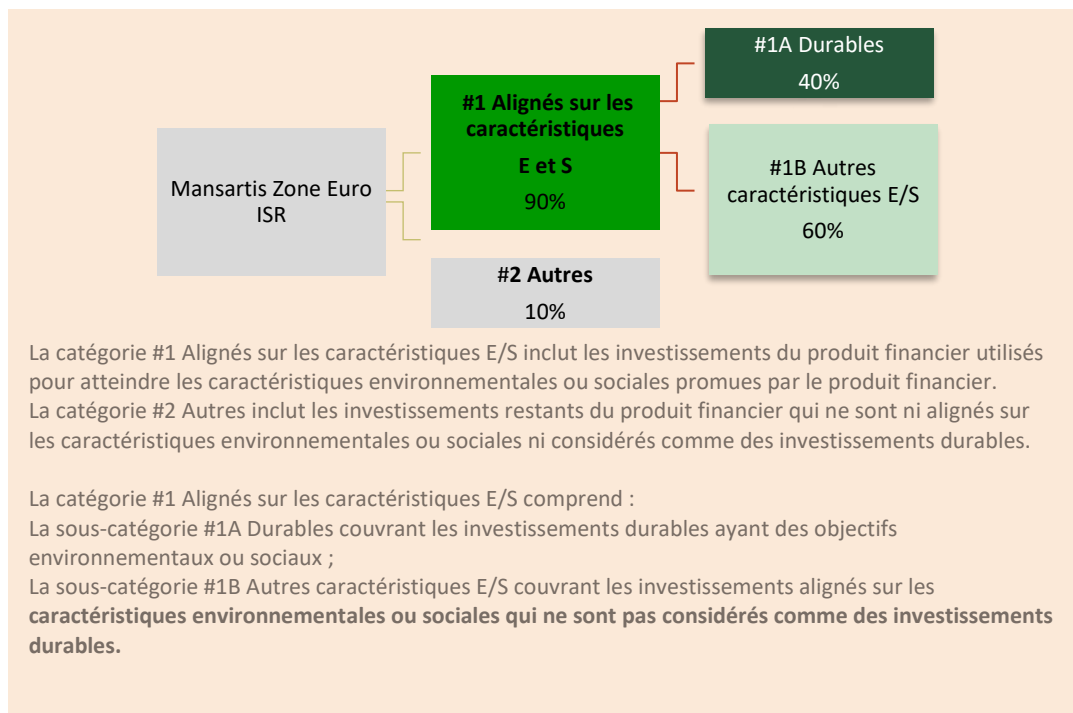 Mansartis Zone Euro
ISR
#1 Alignés sur les
caractéristiques
E et S
90%
#2 Autres
10%
#1A Durables
40%
#1B Autres
caractéristiques E/S
60%
La catégorie #1 Alignés sur les caractéristiques E/S inclut les investissements du produit financier utilisés
pour atteindre les caractéristiques environnementales ou sociales promues par le produit financier.
La catégorie #2 Autres inclut les investissements restants du produit financier qui ne sont ni alignés sur
les caractéristiques environnementales ou sociales ni considérés comme des investissements durables.
La catégorie #1 Alignés sur les caractéristiques E/S comprend :
La sous-catégorie #1A Durables couvrant les investissements durables ayant des objectifs
environnementaux ou sociaux ;
La sous-catégorie #1B Autres caractéristiques E/S couvrant les investissements alignés sur les
caractéristiques environnementales ou sociales qui ne sont pas considérés comme des investissements
durables.